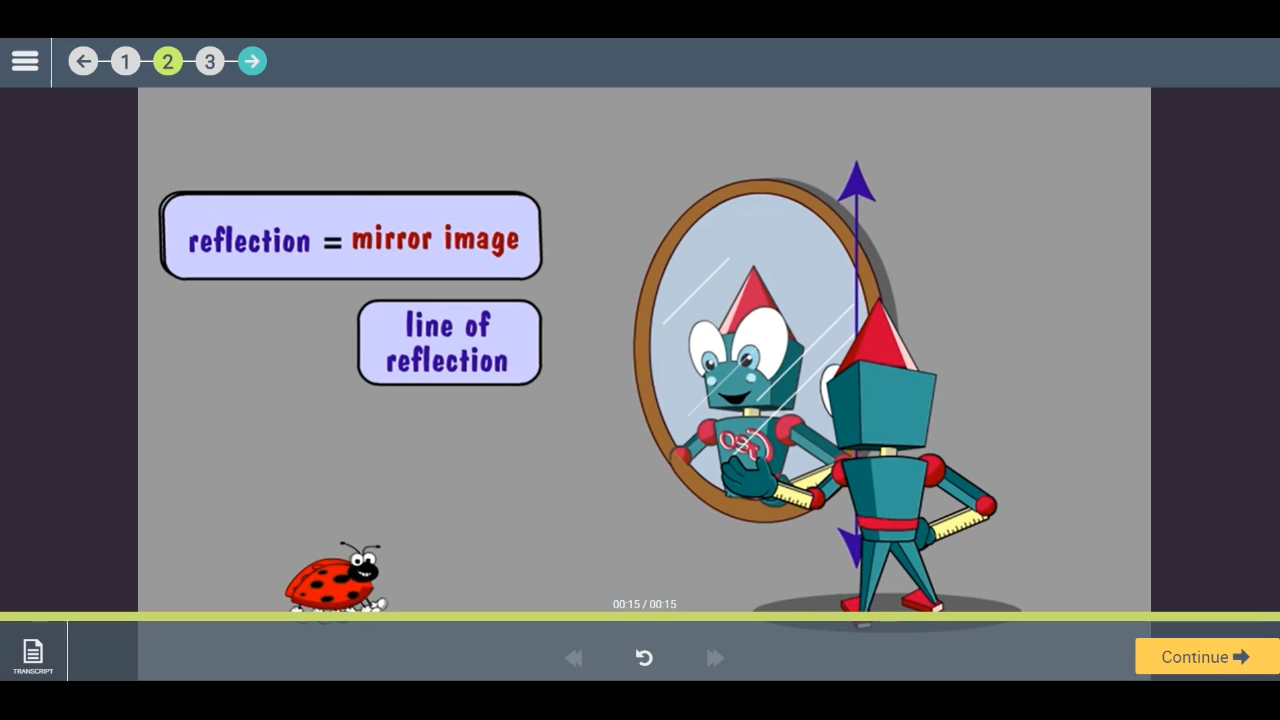 1 2 3
reflection = mirror image
line of
reflection
00:15 / 00:15
TRANSCRIPT
Continue